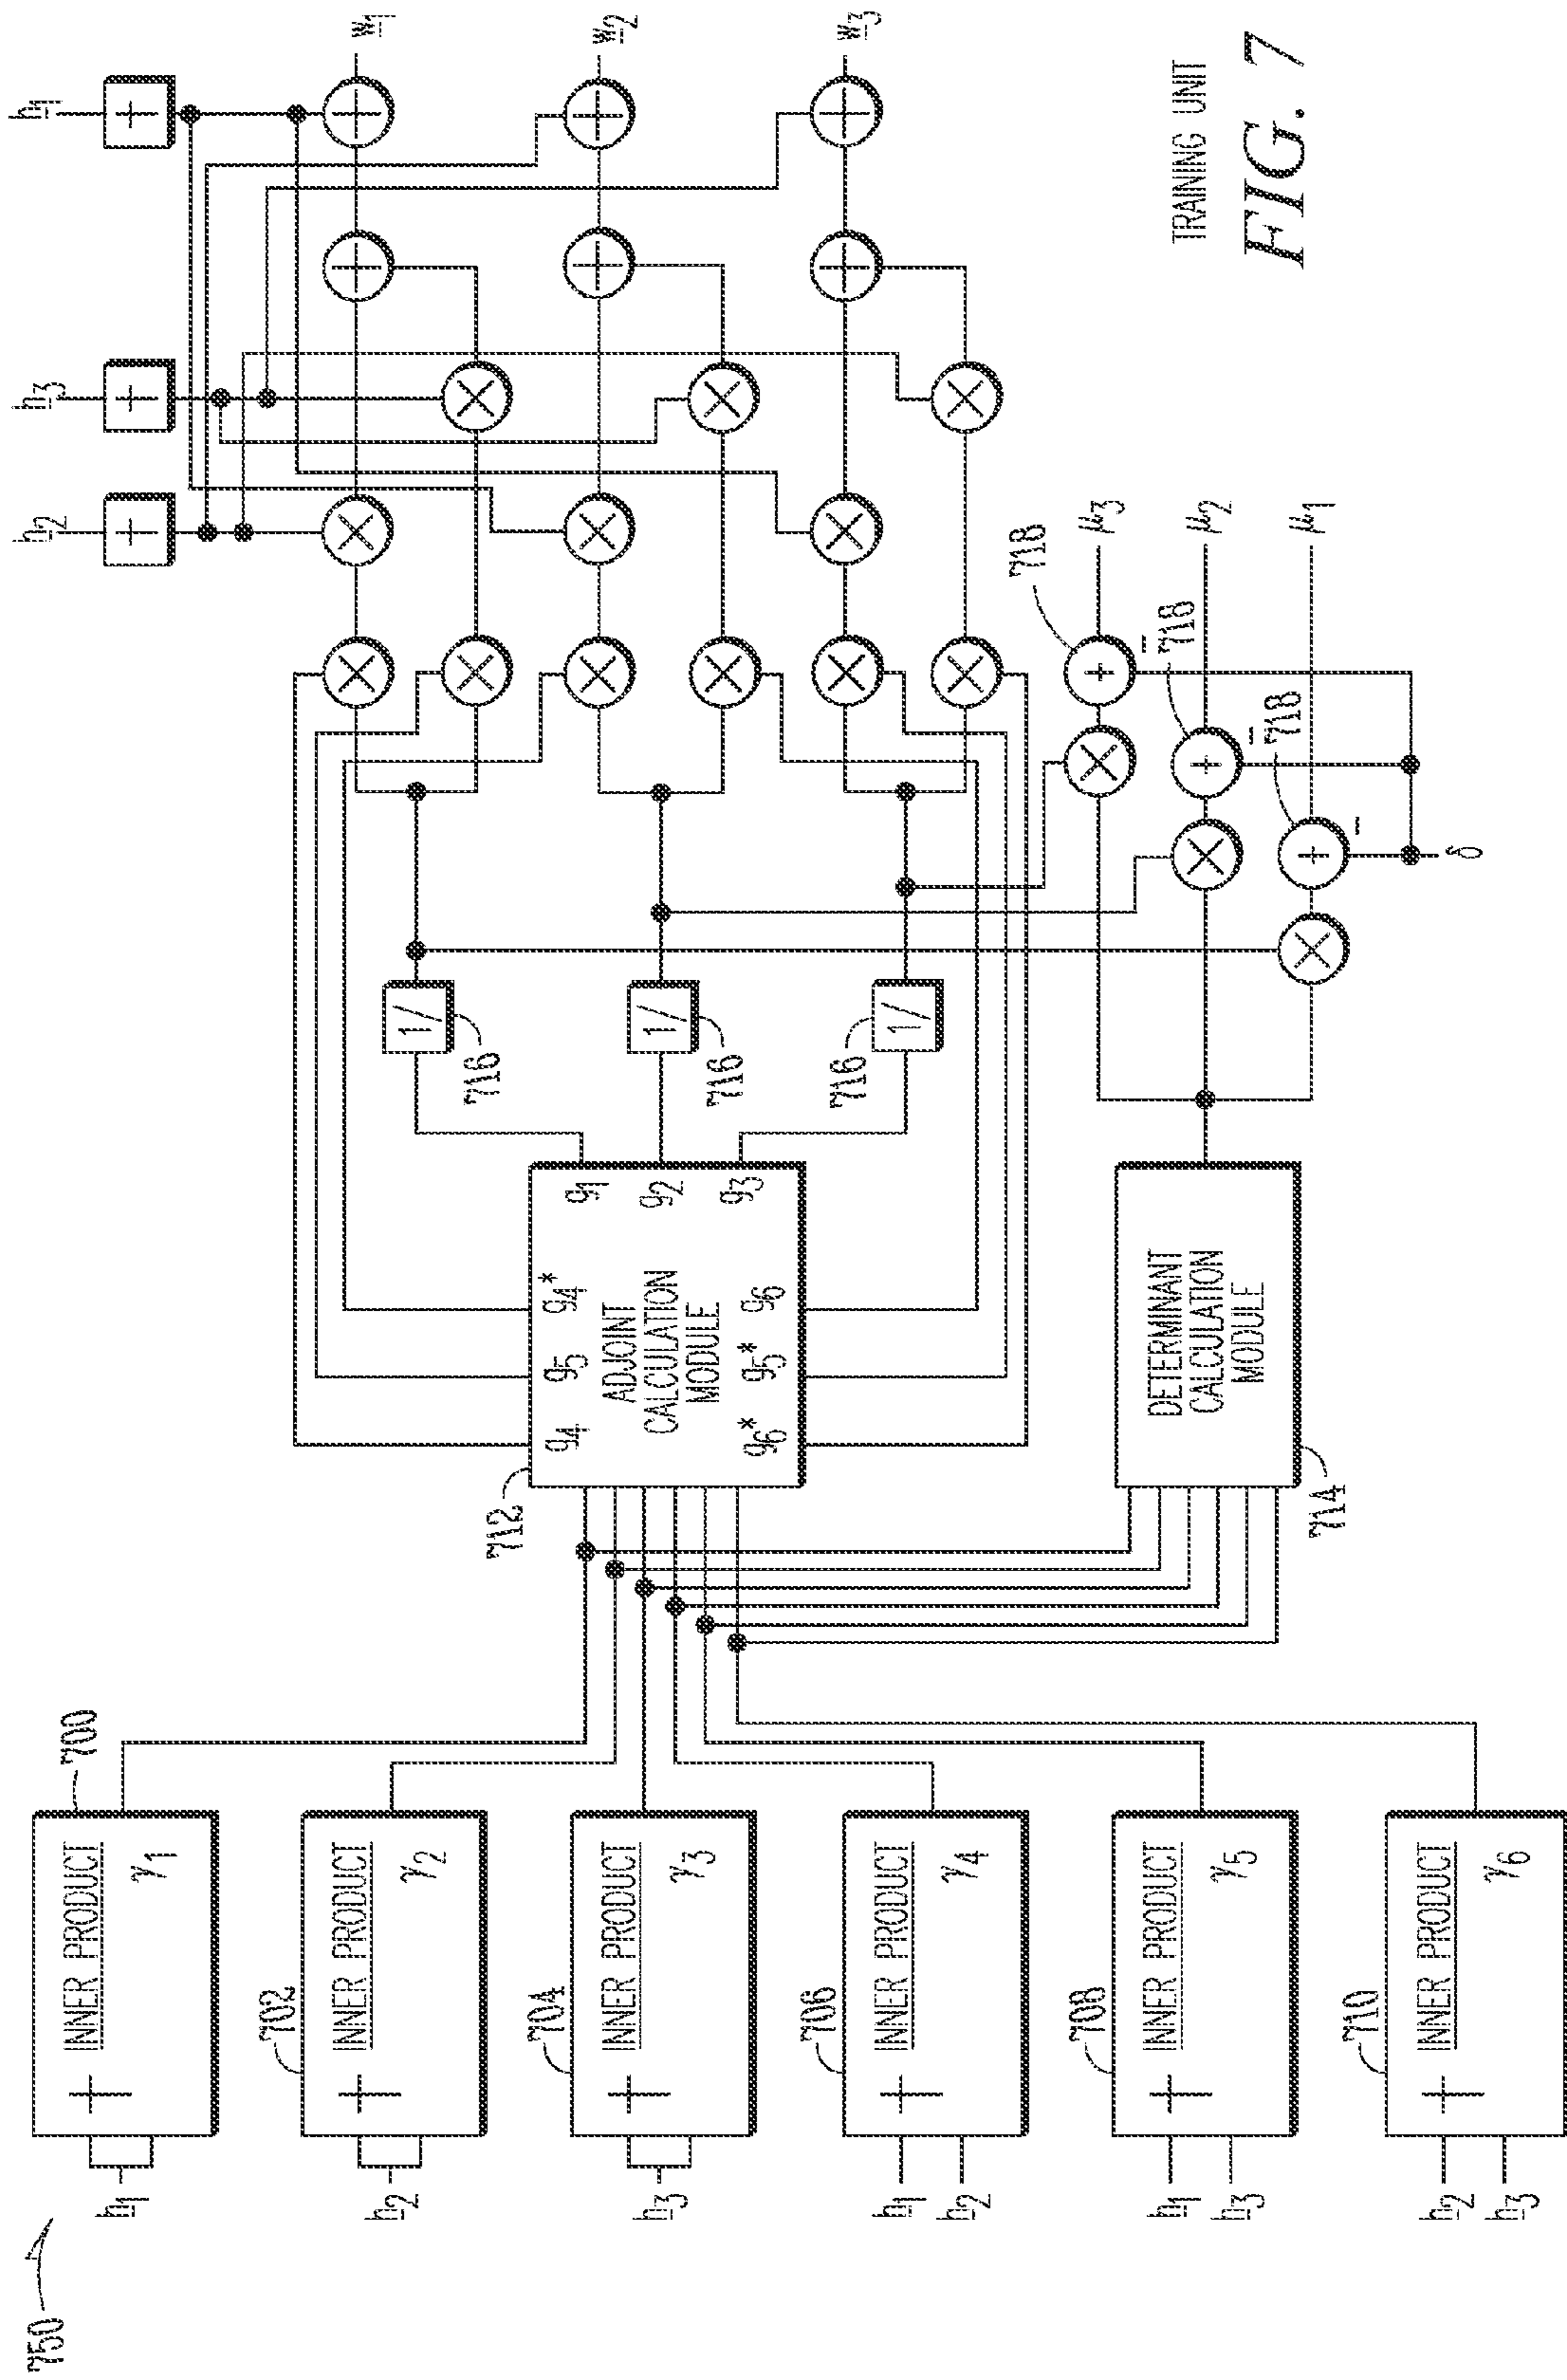 750
h1
INNER PRODUCT
γ1
700
h2
INNER PRODUCT
γ2
702
h3
INNER PRODUCT
γ3
704
h1
h2
INNER PRODUCT
γ4
706
h1
h3
INNER PRODUCT
γ5
708
h2
h3
INNER PRODUCT
γ6
710
712
g4
g5
g4*
g1
g2
g3
ADJOINT
CALCULATION
MODULE
g6*
g5*
g6
DETERMINANT
CALCULATION
MODULE
714
1/
716
1/
716
1/
716
h2
h3
h1
w1
w2
w3
718
μ3
718
μ2
718
μ1
δ
TRAINING UNIT
FIG. 7